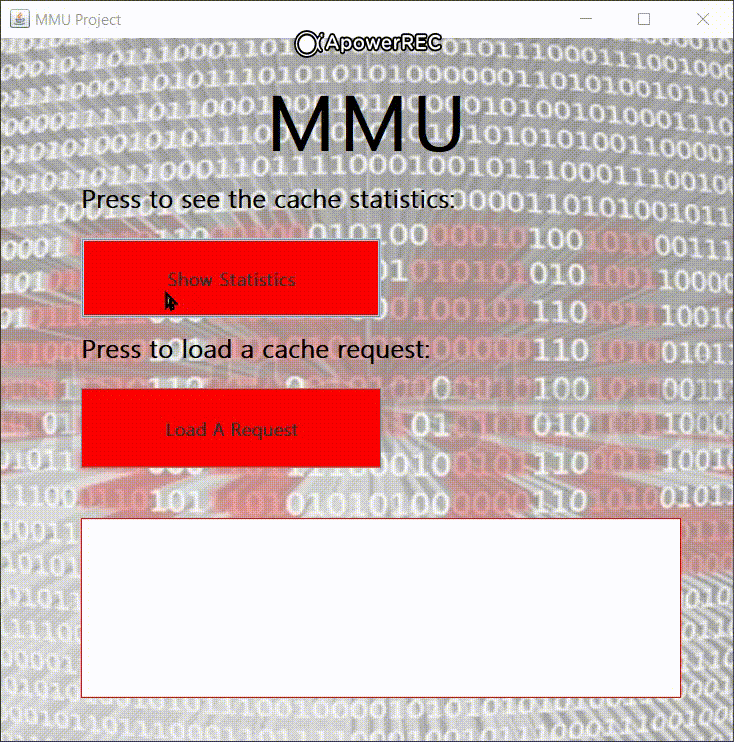 MMU Project
ApowerREC
MMU
Press to see the cache statistics:
Show Statistics
Press to load a cache request:
Load A Request